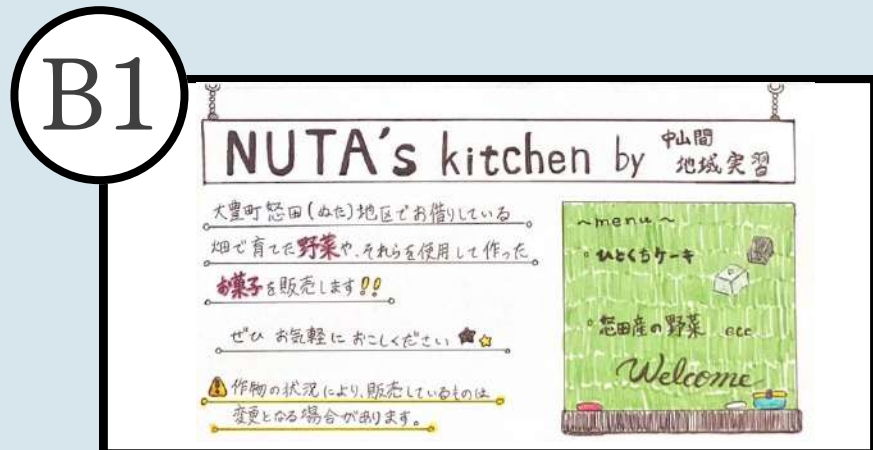 B1
NUTA's kitchen by 中山間
地域実習
大豊町怒田(ぬた)地区でお借りしている
畑で育てた野菜や、それらを使用して作った
お菓子を販売します!!
ぜひ お気軽に おこしください
作物の状況により、販売しているものは
変更となる場合があります。
~menu~
◦ひとくちケーキ
◦怒田産の野菜 etc
Welcome